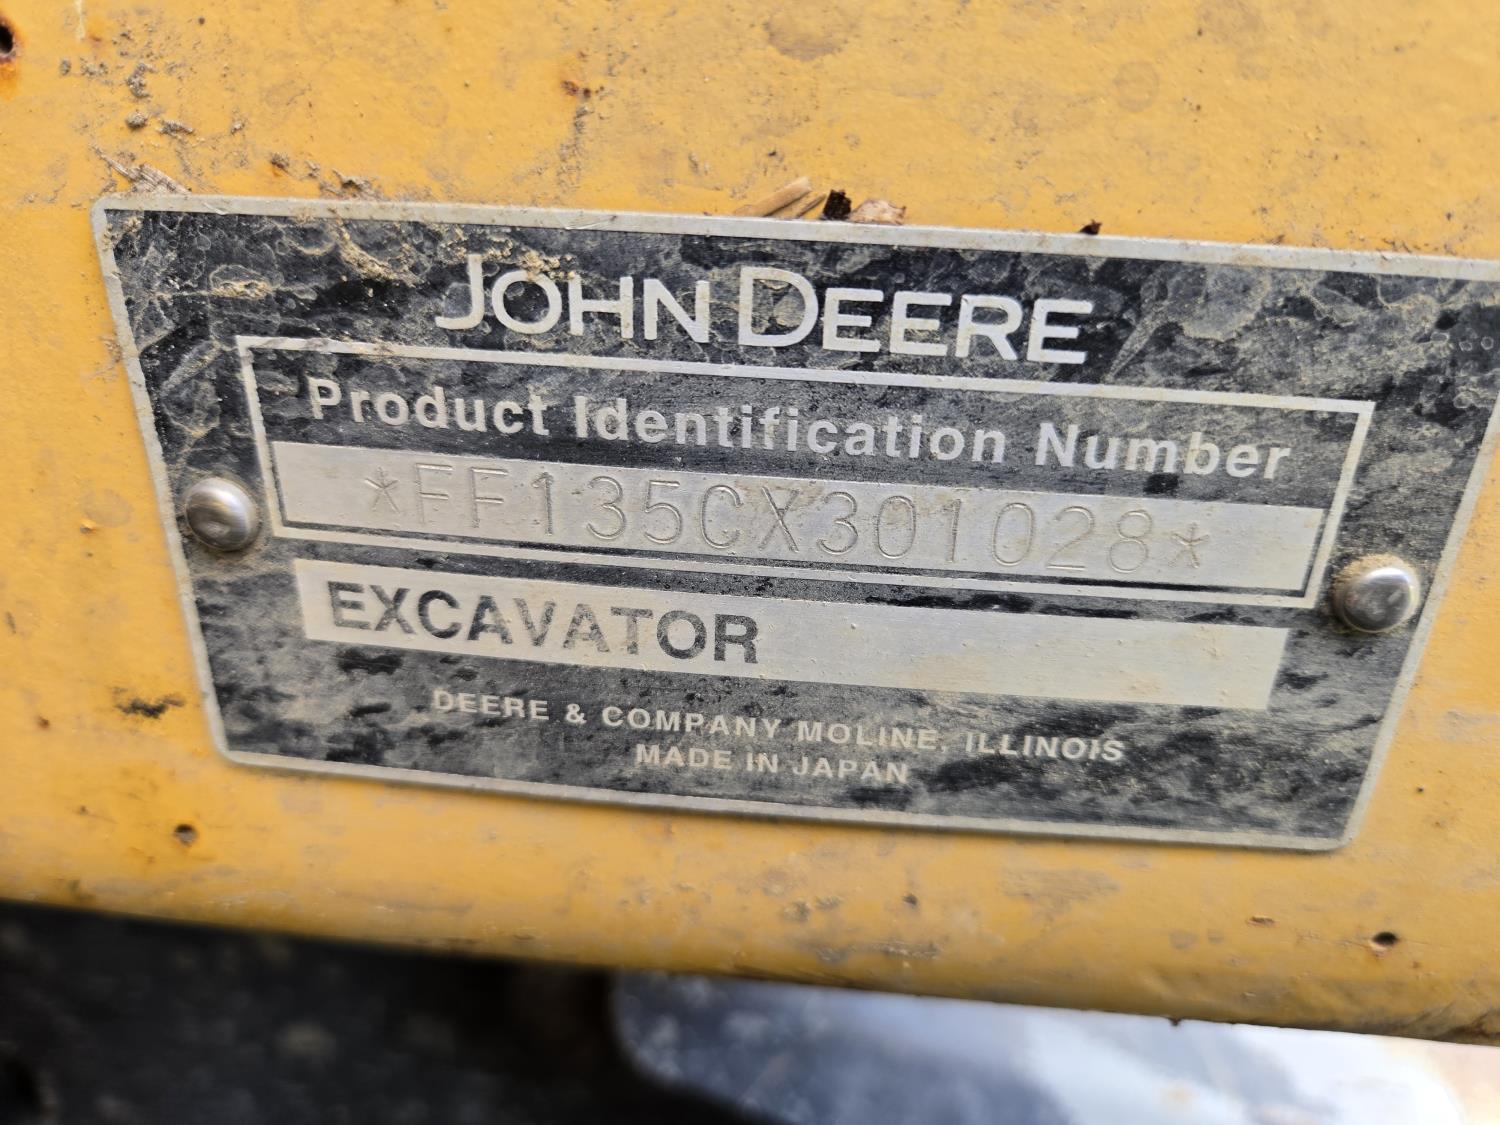 JOHN DEERE
Product Identification Number
*FF135CX301028*
EXCAVATOR
DEERE & COMPANY MOLINE, ILLINOIS
MADE IN JAPAN